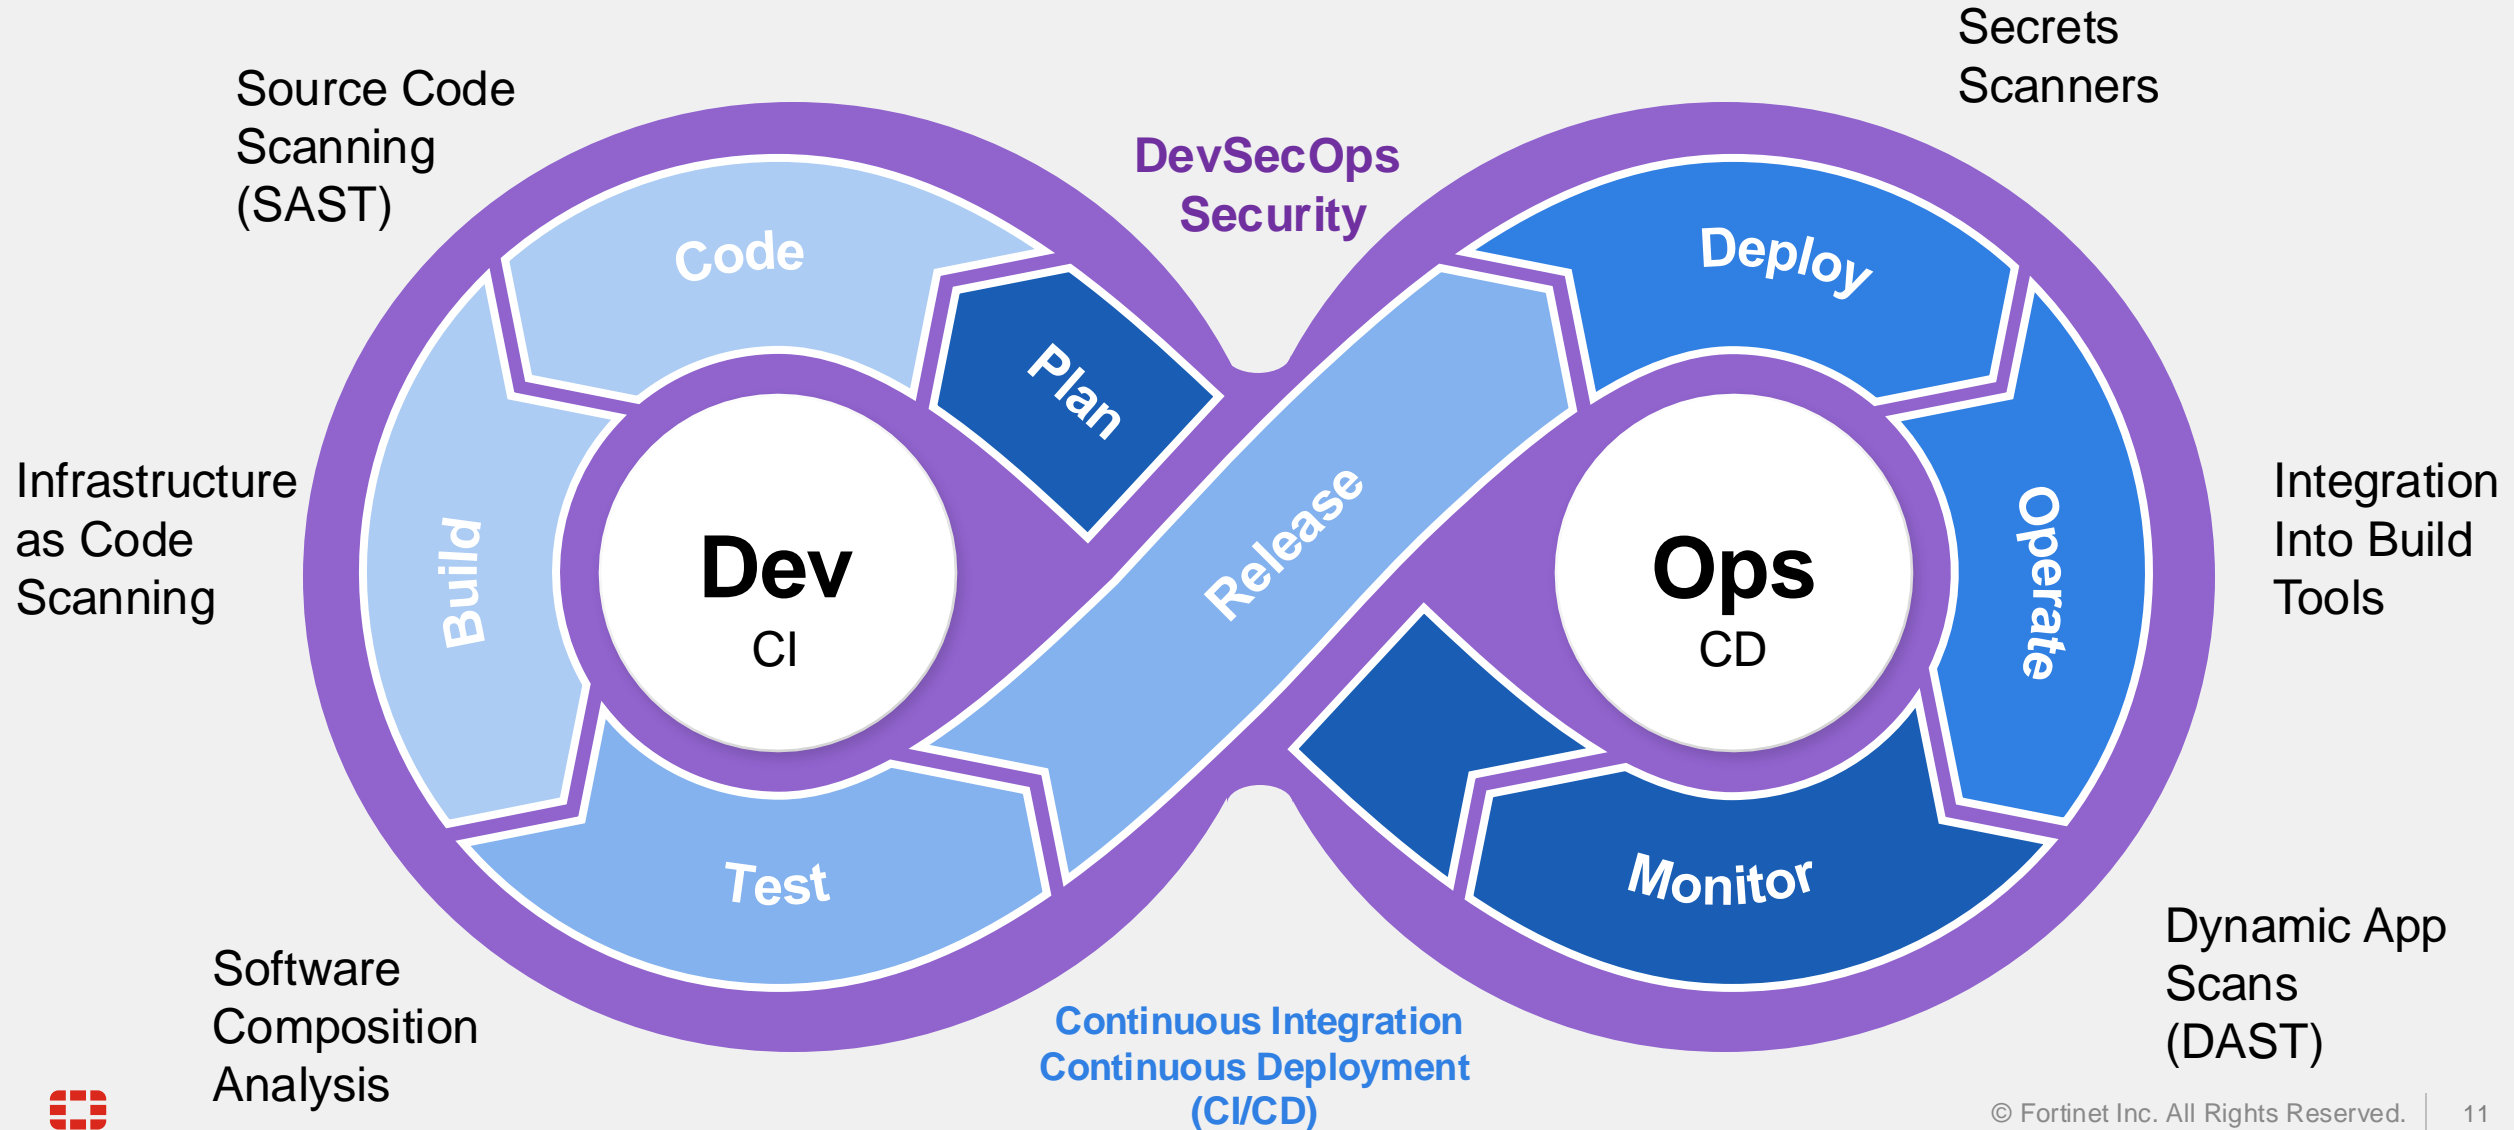 Secrets
Scanners
Source Code
Scanning
(SAST)
DevSecOps
Security
Code
Deploy
Plan
Infrastructure
as Code
Scanning
Build
Dev
CI
Release
Ops
CD
Operate
Integration
Into Build
Tools
Test
Monitor
Software
Composition
Analysis
Continuous Integration
Continuous Deployment
(CI/CD)
Dynamic App
Scans
(DAST)
© Fortinet Inc. All Rights Reserved.
11